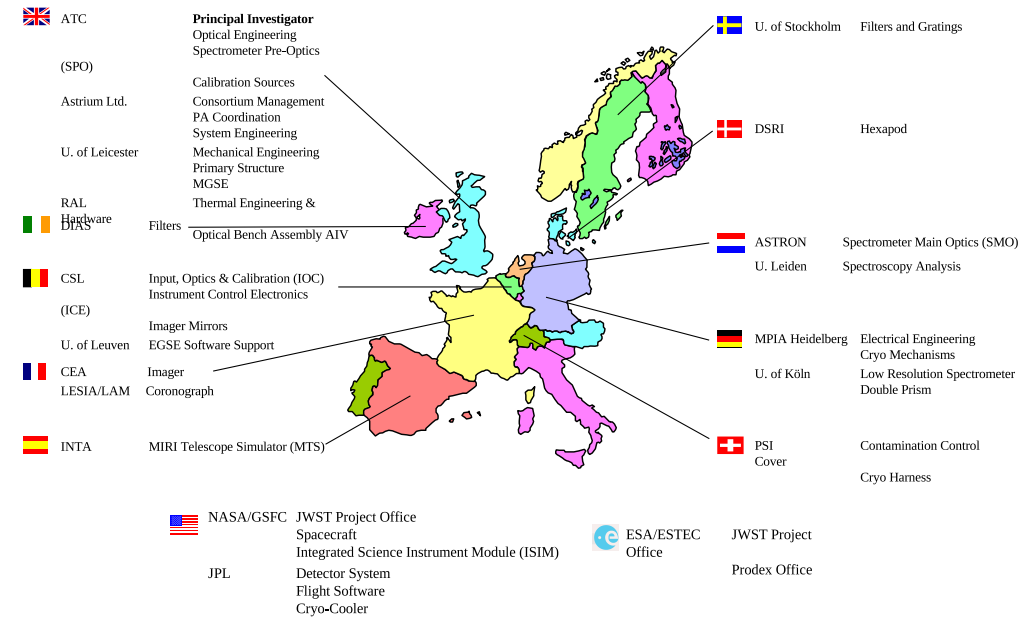 ATC Principal Investigator
Optical Engineering
Spectrometer Pre-Optics
(SPO)
Calibration Sources
Astrium Ltd. Consortium Management
PA Coordination
System Engineering
U. of Leicester Mechanical Engineering
Primary Structure
MGSE
RAL Thermal Engineering &
Hardware
Optical Bench Assembly AIV
DIAS Filters
CSL Input, Optics & Calibration (IOC)
Instrument Control Electronics
(ICE)
Imager Mirrors
U. of Leuven EGSE Software Support
CEA Imager
LESIA/LAM Coronograph
INTA MIRI Telescope Simulator (MTS)
U. of Stockholm Filters and Gratings
DSRI Hexapod
ASTRON Spectrometer Main Optics (SMO)
U. Leiden Spectroscopy Analysis
MPIA Heidelberg Electrical Engineering
Cryo Mechanisms
U. of Köln Low Resolution Spectrometer
Double Prism
PSI Contamination Control
Cover
Cryo Harness
NASA/GSFC JWST Project Office
Spacecraft
Integrated Science Instrument Module (ISIM)
JPL Detector System
Flight Software
Cryo-Cooler
ESA/ESTEC JWST Project
Office
Prodex Office